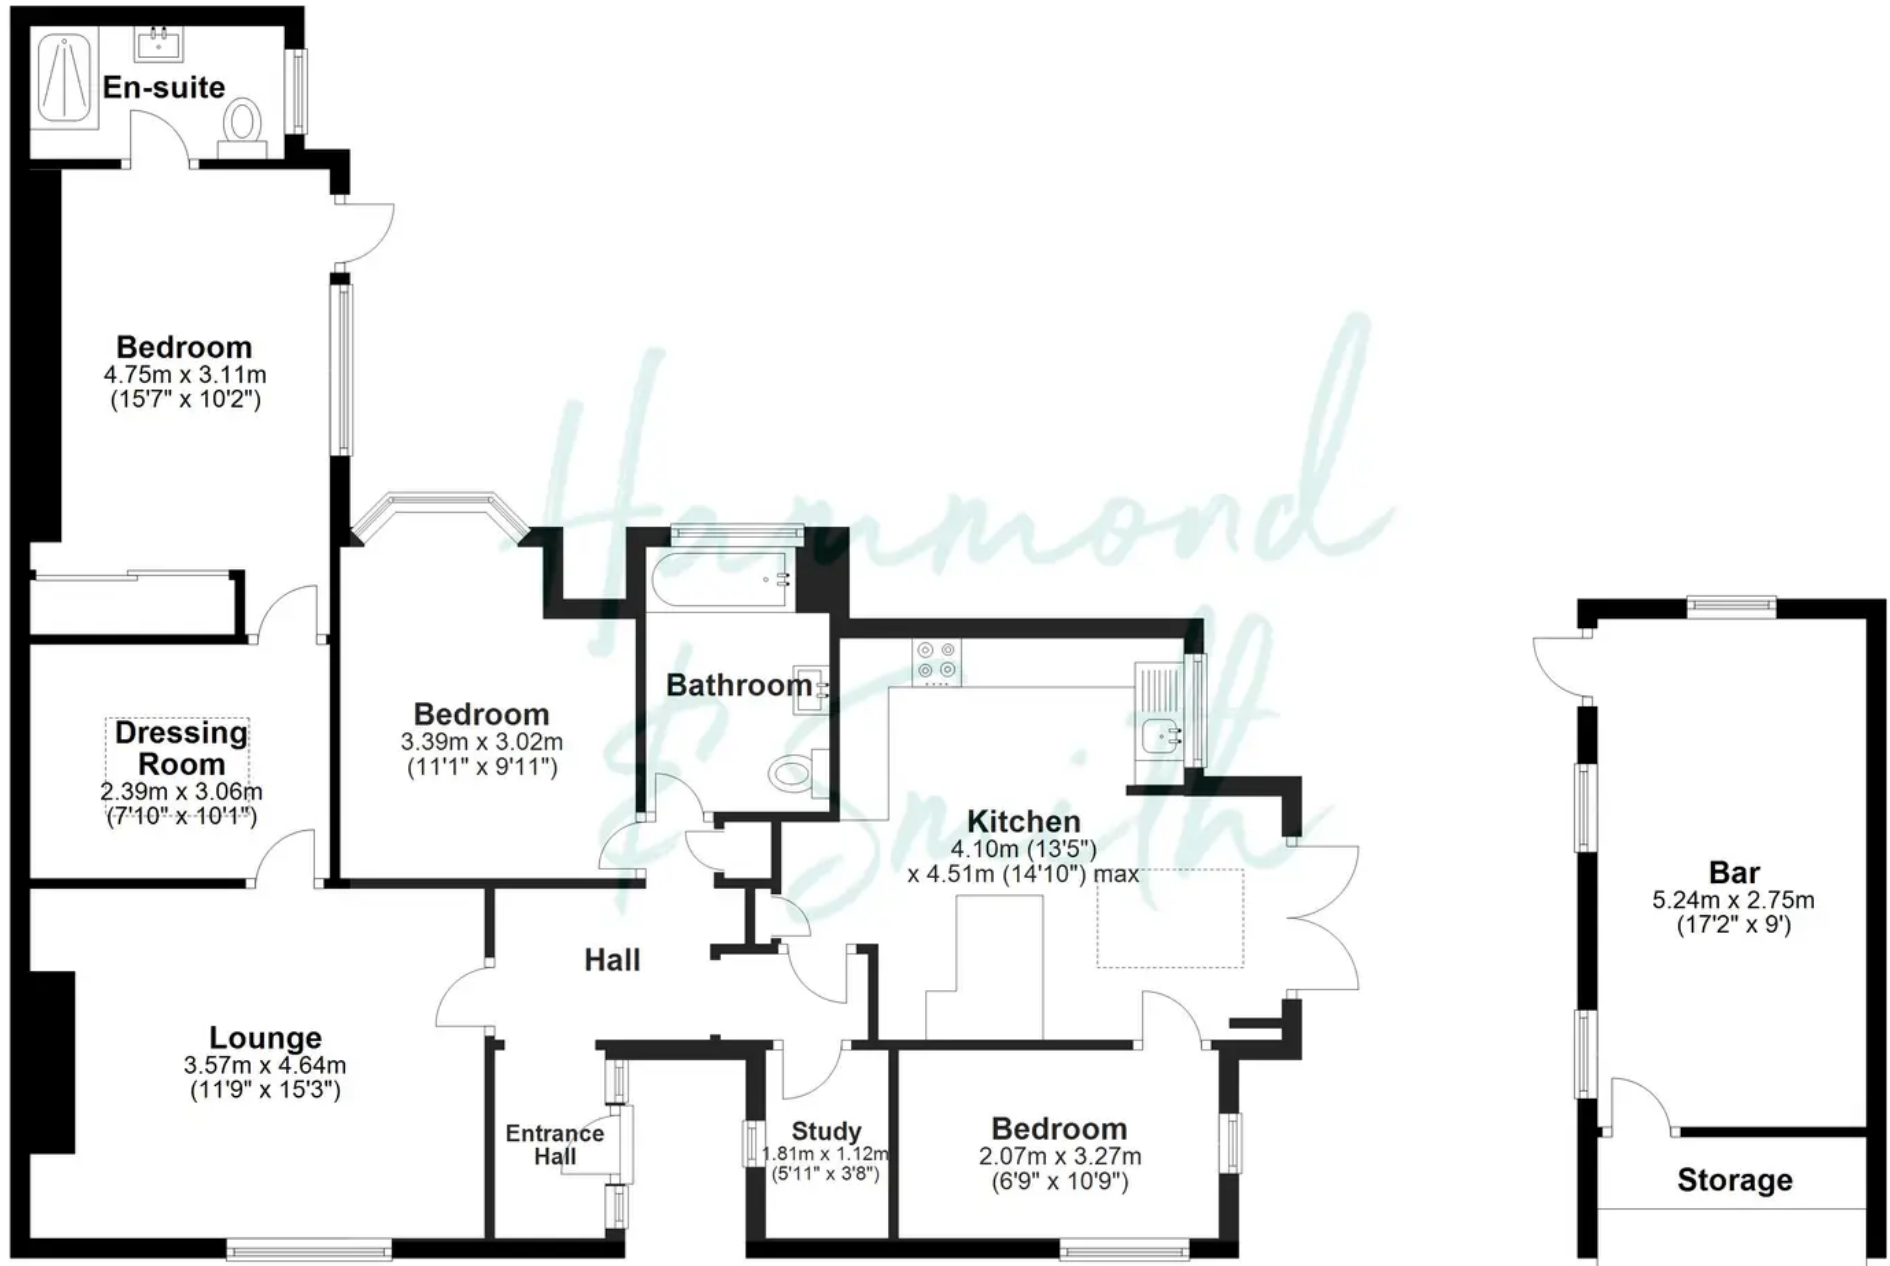 En-suite
Bedroom
4.75m x 3.11m
(15'7" x 10'2")
Dressing
Room
2.39m x 3.06m
(7'10" x 10'1")
Bedroom
3.39m x 3.02m
(11'1" x 9'11")
Bathroom
Kitchen
4.10m (13'5")
x 4.51m (14'10") max
Hall
Lounge
3.57m x 4.64m
(11'9" x 15'3")
Entrance
Hall
Study
1.81m x 1.12m
(5'11" x 3'8")
Bedroom
2.07m x 3.27m
(6'9" x 10'9")
Bar
5.24m x 2.75m
(17'2" x 9')
Storage
Hammond
& Smith